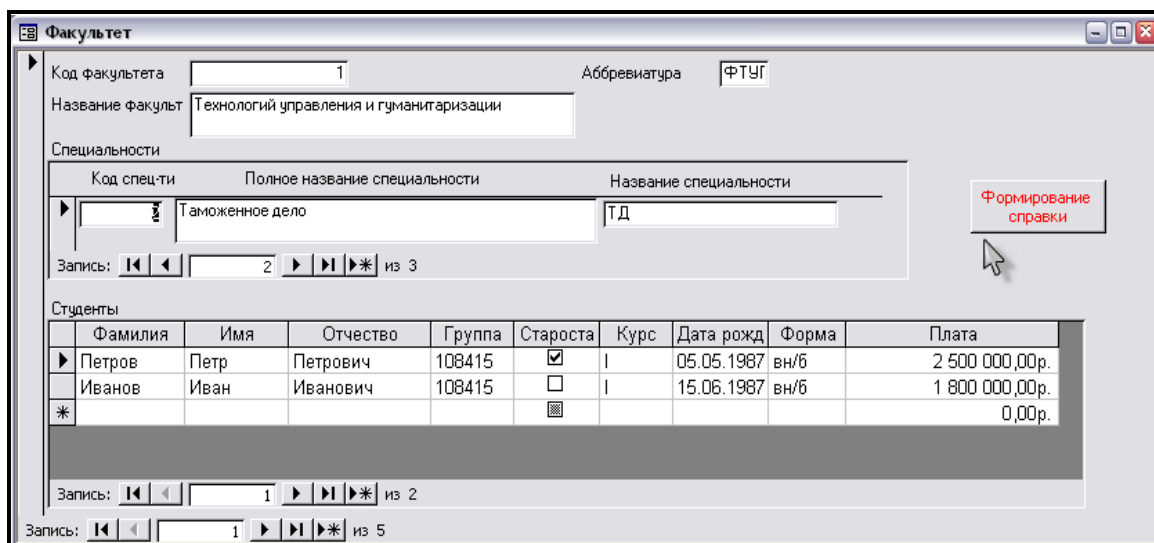 Факультет
Код факультета 1 Аббревиатура ФТУГ
Название факульт Технологий управления и гуманитаризации
Специальности
Код спец-ти Полное название специальности Название специальности
Таможенное дело ТД
Формирование
справки
Запись: 2 из 3
Студенты
Фамилия Имя Отчество Группа Староста Курс Дата рожд Форма Плата
Петров Петр Петрович 108415 I 05.05.1987 вн/б 2 500 000,00р.
Иванов Иван Иванович 108415 I 15.06.1987 вн/б 1 800 000,00р.
0,00р.
Запись: 1 из 2
Запись: 1 из 5